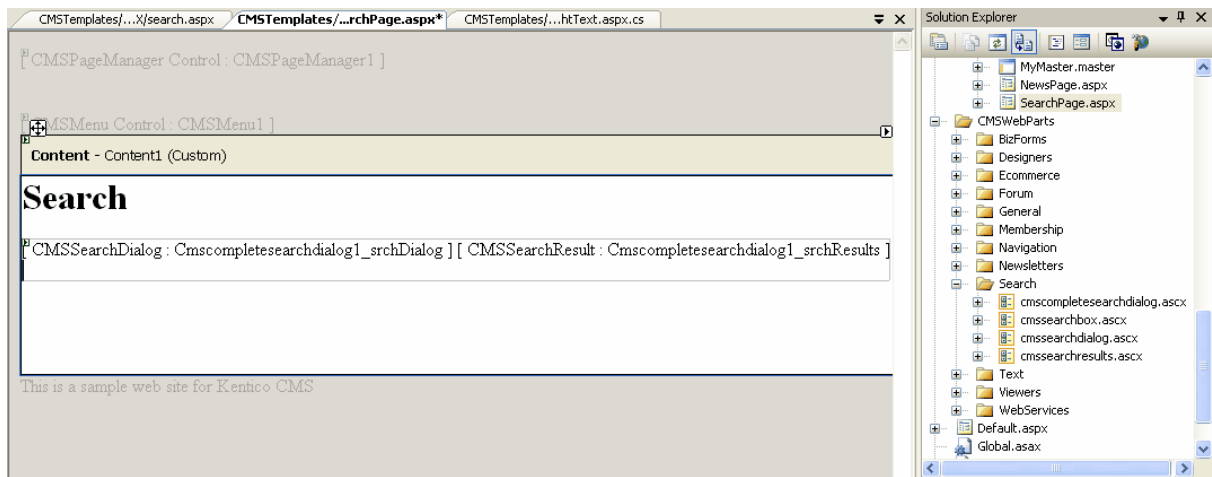 CMSTemplates/...X/search.aspx CMSTemplates/...rchPage.aspx* CMSTemplates/...htText.aspx.cs
[ CMSPageManager Control : CMSPageManager1 ]
MSMenu Control : CMSMenu1 ]
Content - Content1 (Custom)
Search
[ CMSSearchDialog : Cmscompletesearchdialog1_srchDialog ] [ CMSSearchResult : Cmscompletesearchdialog1_srchResults ]
This is a sample web site for Kentico CMS
Solution Explorer
MyMaster.master
NewsPage.aspx
SearchPage.aspx
CMSWebParts
BizForms
Designers
Ecommerce
Forum
General
Membership
Navigation
Newsletters
Search
cmscompletesearchdialog.ascx
cmssearchbox.ascx
cmssearchdialog.ascx
cmssearchresults.ascx
Text
Viewers
WebServices
Default.aspx
Global.asax